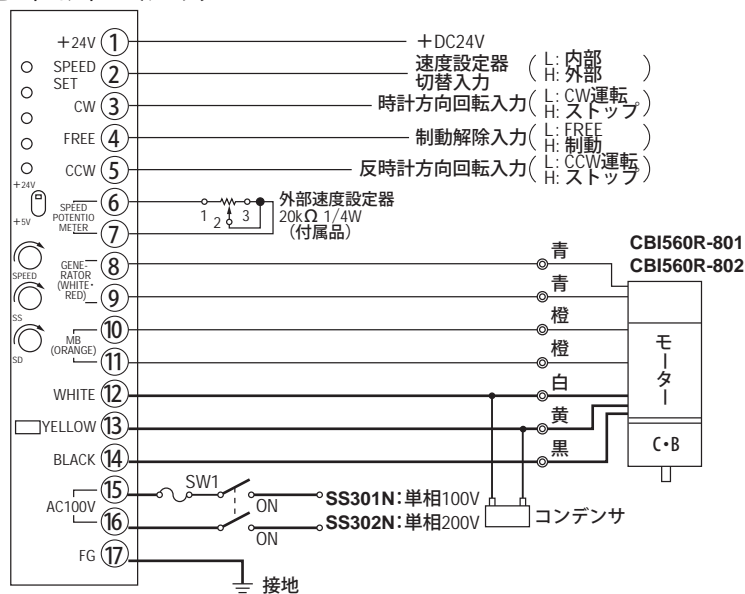 +24V ① +DC24V
SPEED SET ② 速度設定器切替入力 ( L: 内部 H: 外部 )
CW ③ 時計方向回転入力 ( L: CW運転 H: ストップ )
FREE ④ 制動解除入力 ( L: FREE H: 制動 )
CCW ⑤ 反時計方向回転入力 ( L: CCW運転 H: ストップ )
+24V
+5V
SPEED POTENTIO METER ⑥ ⑦
1 2 3
外部速度設定器
20kΩ 1/4W
(付属品)
SPEED
SS
SD
GENE-RATOR (WHITE・RED) ⑧ ⑨
青
青
MB (ORANGE) ⑩ ⑪
橙
橙
WHITE ⑫ 白
YELLOW ⑬ 黄
BLACK ⑭ 黒
CBI560R-801
CBI560R-802
モーター
C・B
AC100V ⑮ ⑯
SW1
ON
ON
SS301N:単相100V
SS302N:単相200V
コンデンサ
FG ⑰
接地